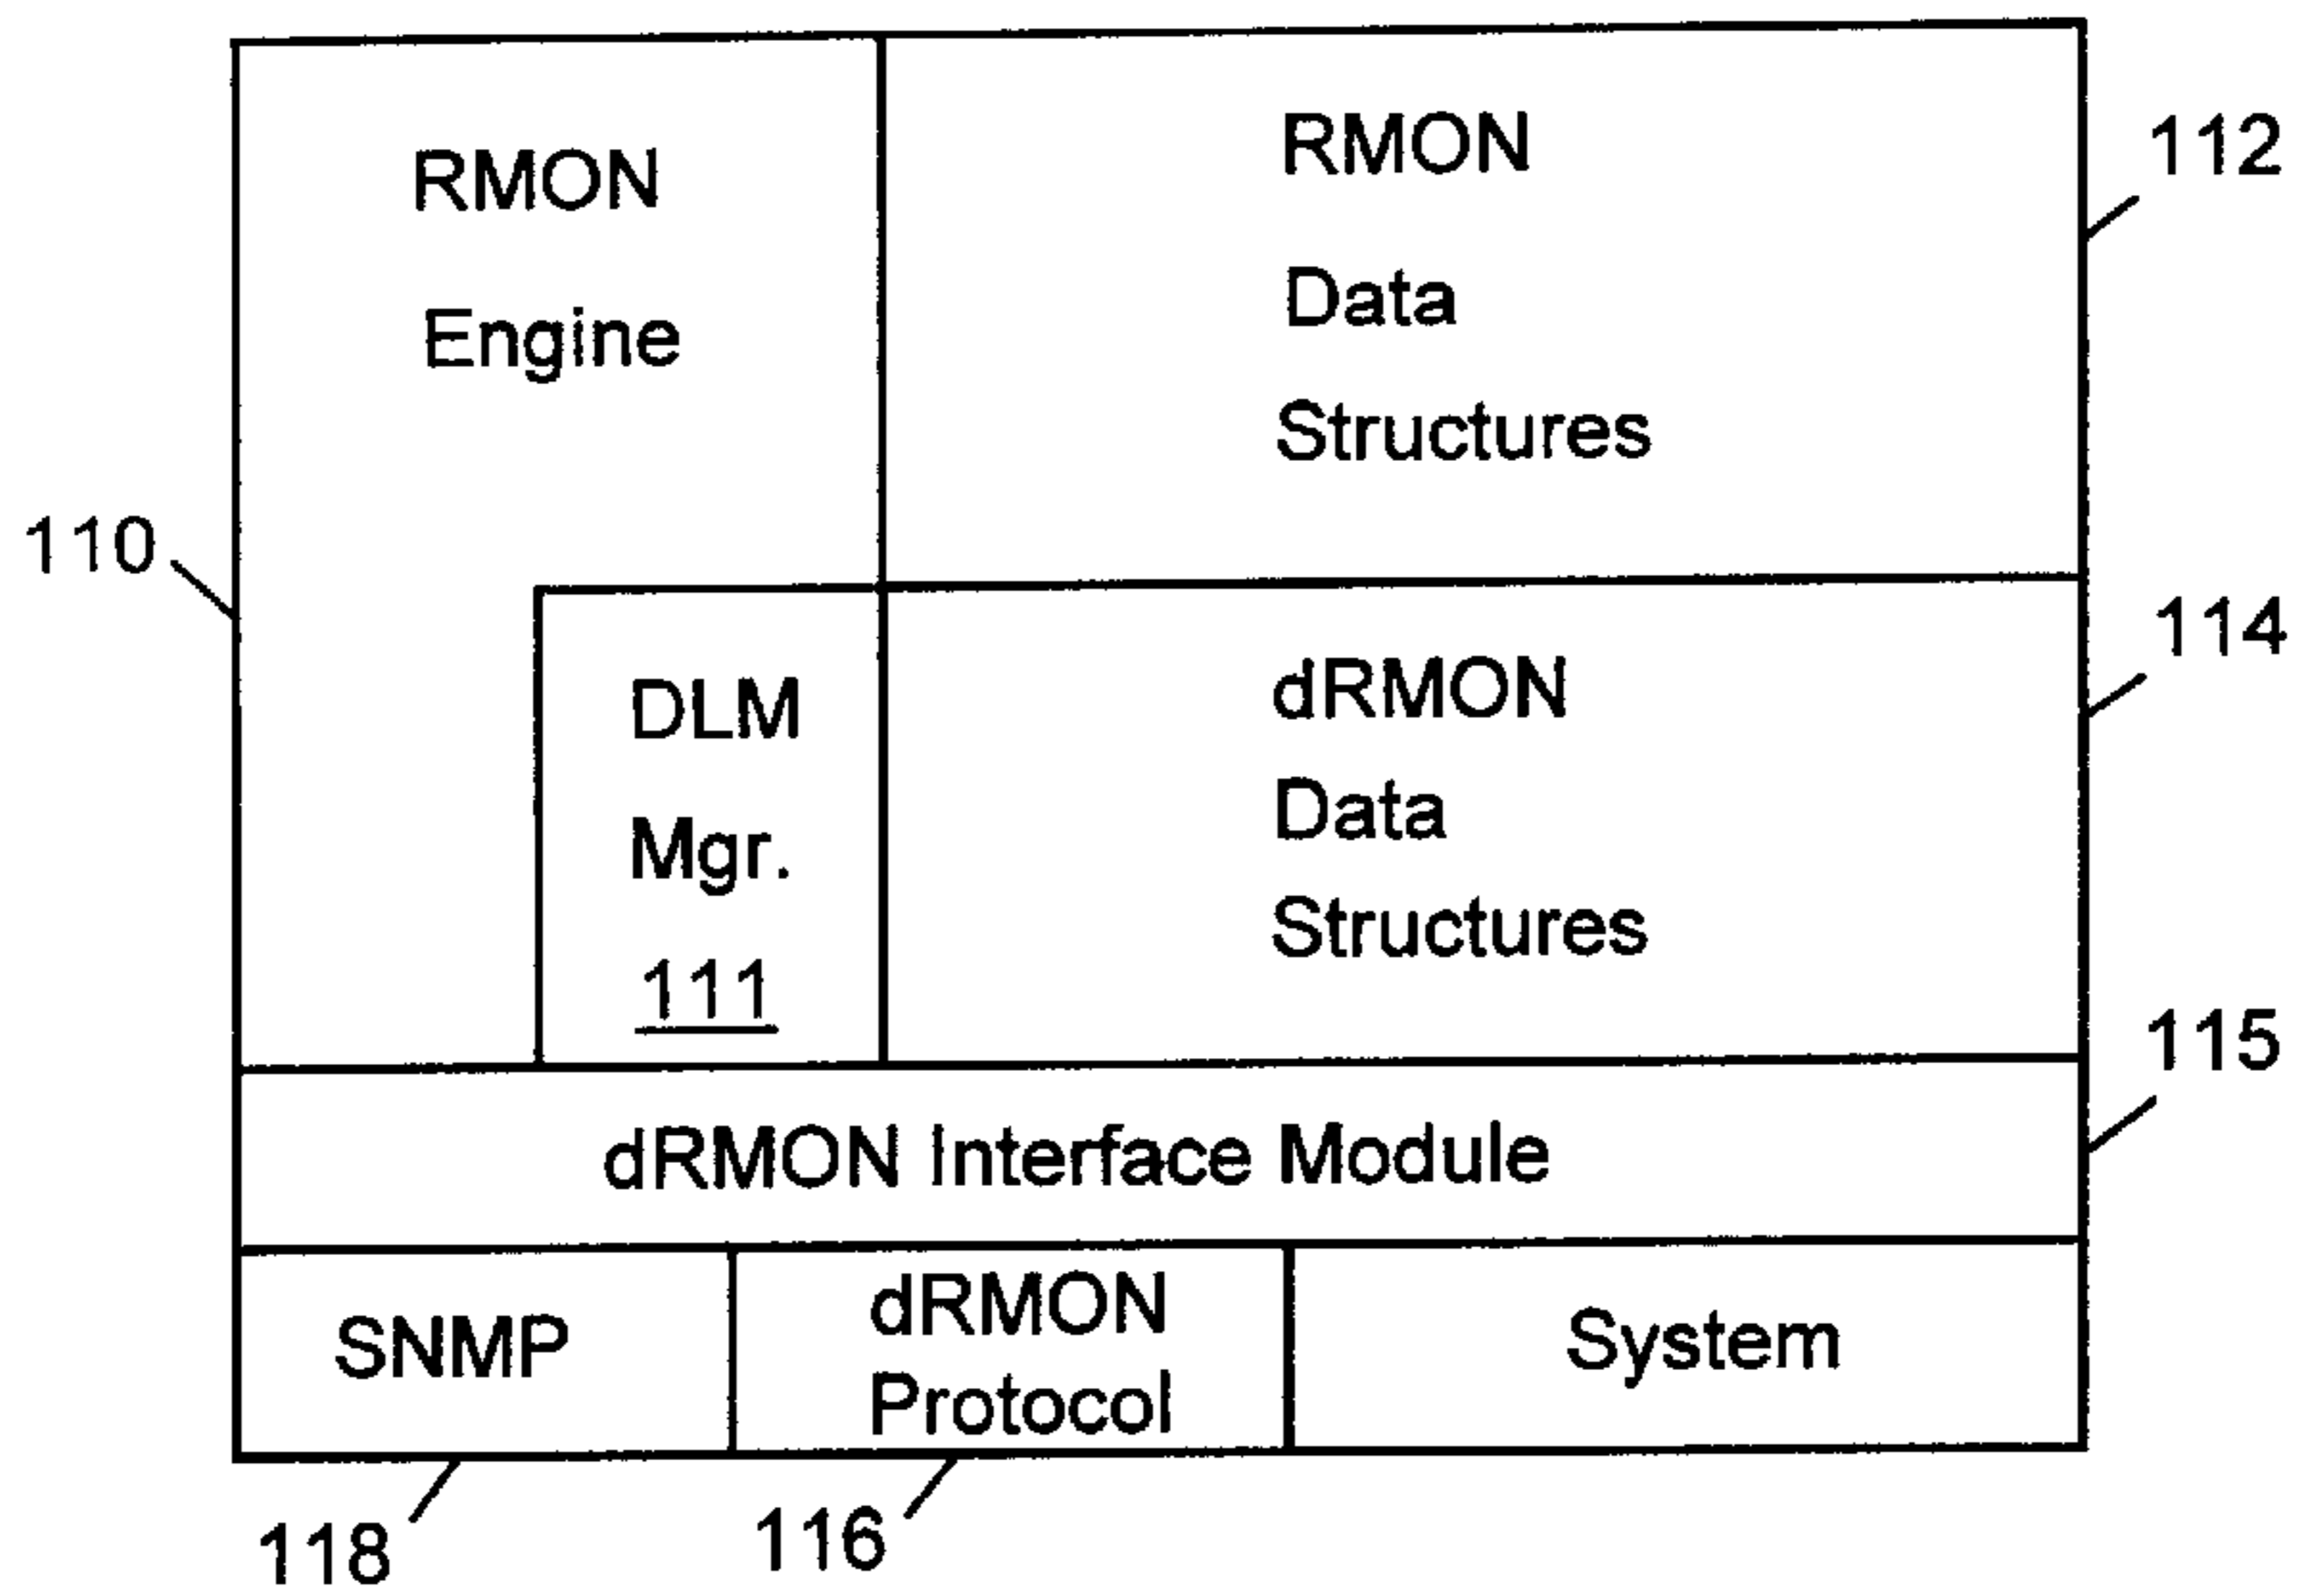 RMON
Engine
RMON
Data
Structures
112
110
DLM
Mgr.
111
dRMON
Data
Structures
114
115
dRMON Interface Module
SNMP
dRMON
Protocol
System
118
116